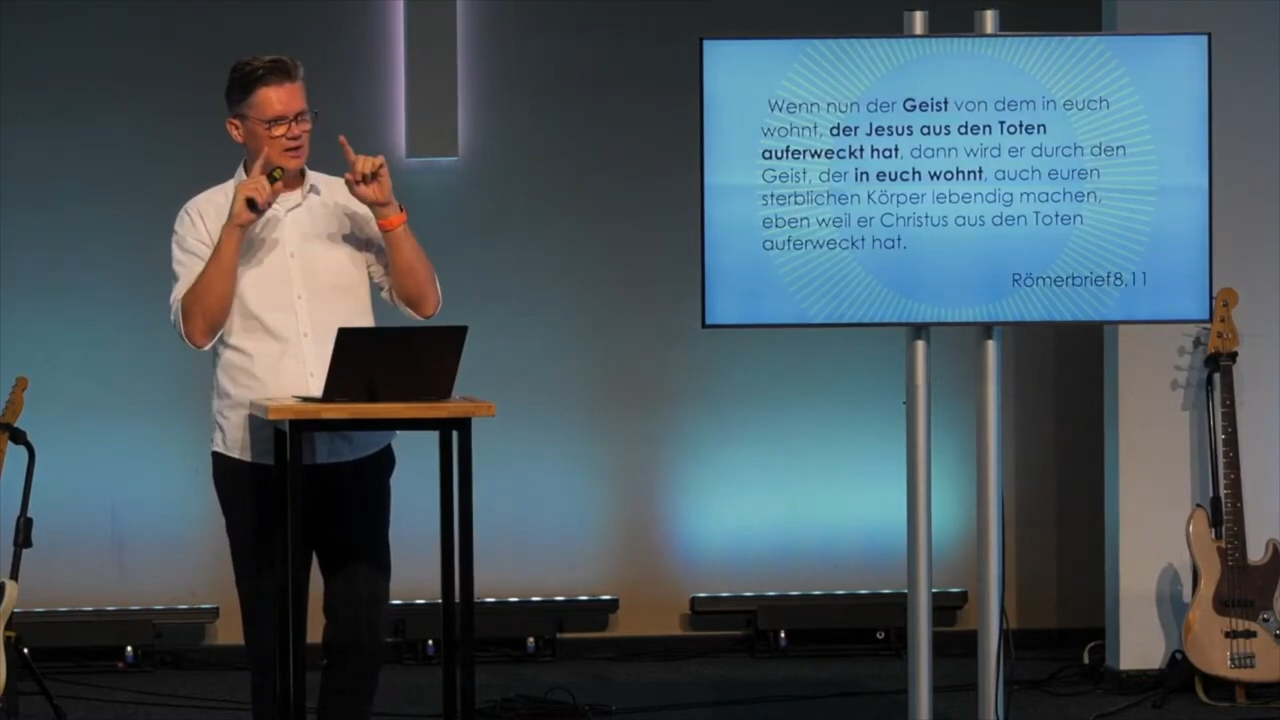 Wenn nun der Geist von dem in euch
wohnt, der Jesus aus den Toten
auferweckt hat, dann wird er durch den
Geist, der in euch wohnt, auch euren
sterblichen Körper lebendig machen,
eben weil er Christus aus den Toten
auferweckt hat.
Römerbrief8,11